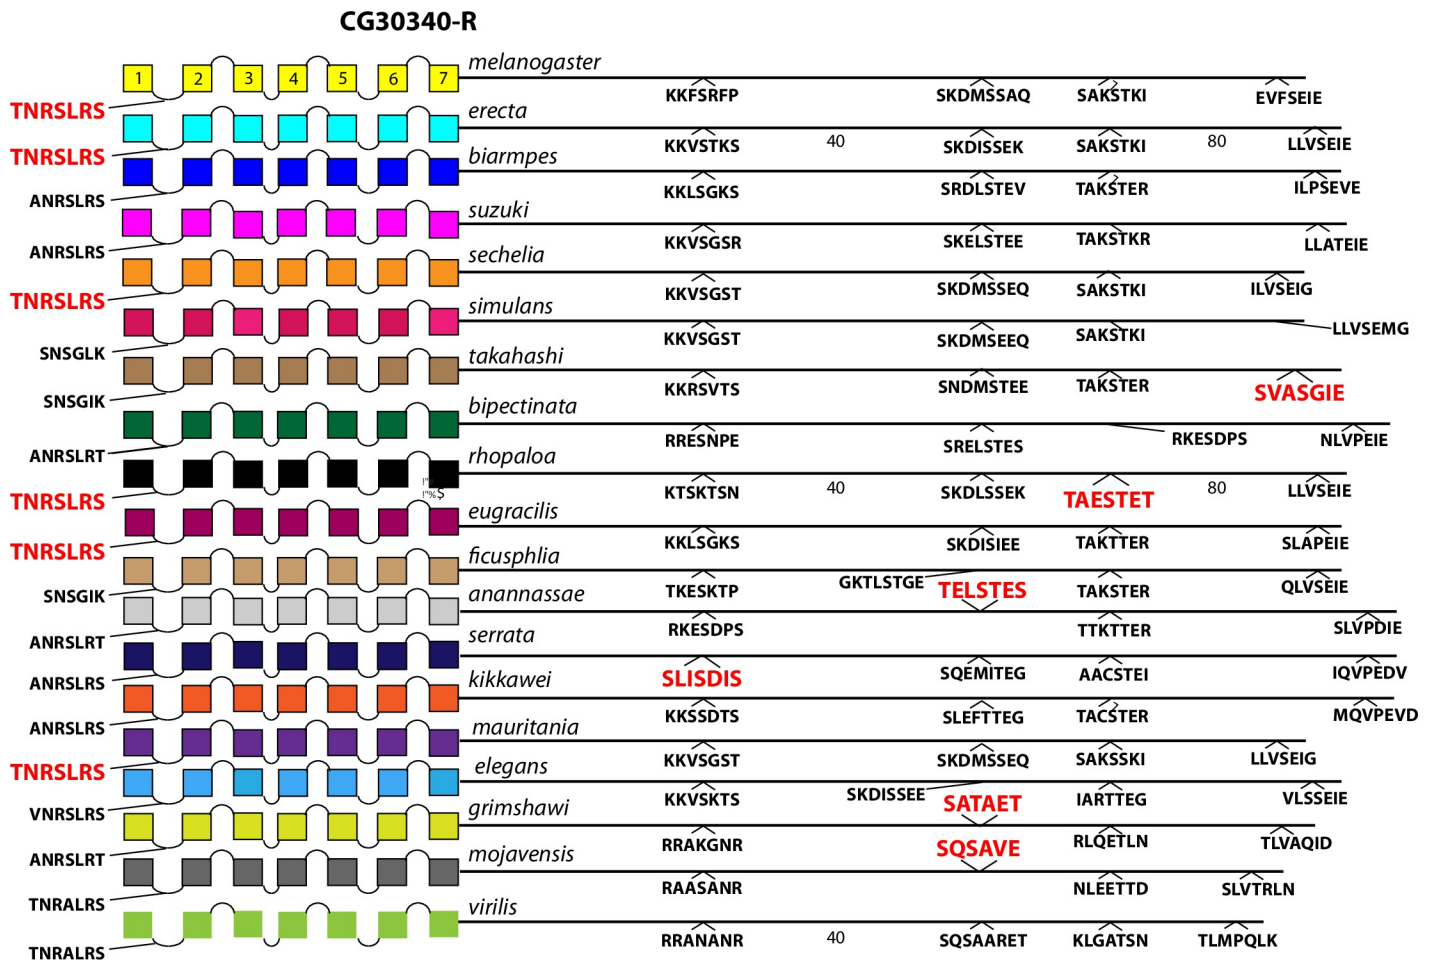 CG30340-R
melanogaster
1 2 3 4 5 6 7
KKFSRFP SKDMSSAQ SAKSTKI EVFSEIE
TNRSLRS
erecta
40 80
KKVSTKS SKDISSEK SAKSTKI LLVSEIE
TNRSLRS
biarmpes
KKLSGKS SRDLSTEV TAKSTER ILPSEVE
ANRSLRS
suzuki
KKVSGSR SKELSTEE TAKSTKR LLATEIE
ANRSLRS
sechelia
KKVSGST SKDMSSEQ SAKSTKI ILVSEIG
TNRSLRS
simulans
KKVSGST SKDMSEEQ SAKSTKI LLVSEMG
SNSGLK
takahashi
KKRSVTS SNDMSTEE TAKSTER SVASGIE
SNSGIK
bipectinata
RRESNPE SRELSTES RKESDPS NLVPEIE
ANRSLRT
rhopaloa
!"
!"%$
KTSKTSN 40 SKDLSSEK TAESTET 80 LLVSEIE
TNRSLRS
eugracilis
KKLSGKS SKDISIEE TAKTTER SLAPEIE
TNRSLRS
ficusphlia
TKESKTP GKTLSTGE TELSTES TAKSTER QLVSEIE
SNSGIK
anannassae
RKESDPS TTKTTER SLVPDIE
ANRSLRT
serrata
SLISDIS SQEMITEG AACSTEI IQVPEDV
ANRSLRS
kikkawei
KKSSDTS SLEFTTEG TACSTER MQVPEVD
ANRSLRS
mauritania
KKVSGST SKDMSSEQ SAKSSKI LLVSEIG
TNRSLRS
elegans
KKVSKTS SKDISSEE SATAET IARTTEG VLSSEIE
VNRSLRS
grimshawi
RRAKGNR SQSAVE RLQETLN TLVAQID
ANRSLRT
mojavensis
RAASANR NLEETTD SLVTRLN
TNRALRS
virilis
RRANANR 40 SQSAARET KLGATSN TLMPQLK
TNRALRS